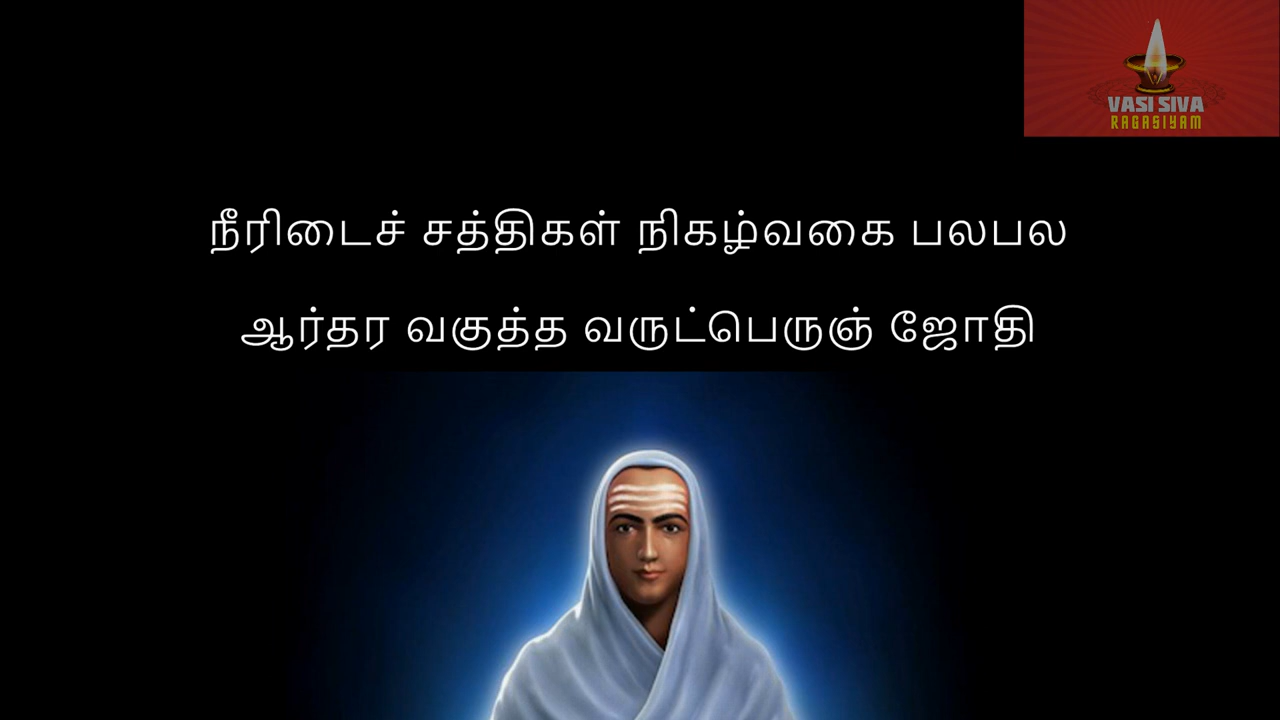 VASI SIVA
RAGASIYAM
நீரிடைச் சத்திகள் நிகழ்வகை பலபல
ஆர்தர வகுத்த வருட்பெருஞ் ஜோதி